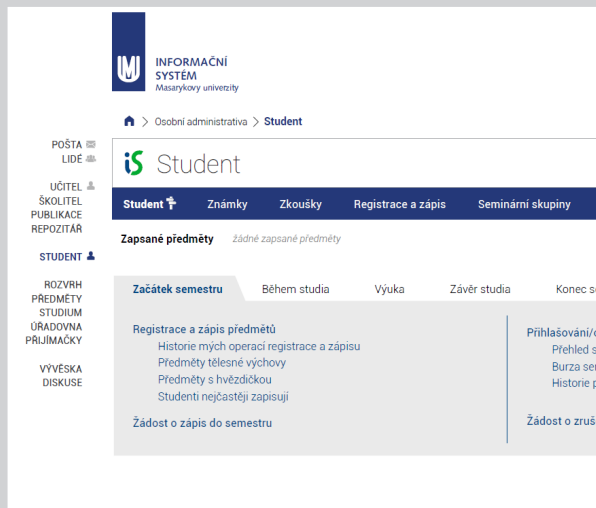 INFORMAČNÍ
SYSTÉM
Masarykovy univerzity
> Osobní administrativa > Student
POŠTA
LIDÉ
UČITEL
ŠKOLITEL
PUBLIKACE
REPOZITÁŘ
STUDENT
ROZVRH
PŘEDMĚTY
STUDIUM
ÚŘADOVNA
PŘIJÍMAČKY
VÝVĚSKA
DISKUSE
is Student
Student Známky Zkoušky Registrace a zápis Seminární skupiny
Zapsané předměty žádné zapsané předměty
Začátek semestru Během studia Výuka Závěr studia Konec s
Registrace a zápis předmětů
Historie mých operací registrace a zápisu
Předměty tělesné výchovy
Předměty s hvězdičkou
Studenti nejčastěji zapisují
Žádost o zápis do semestru
Přihlašování/
Přehled s
Burza se
Historie p
Žádost o zruš